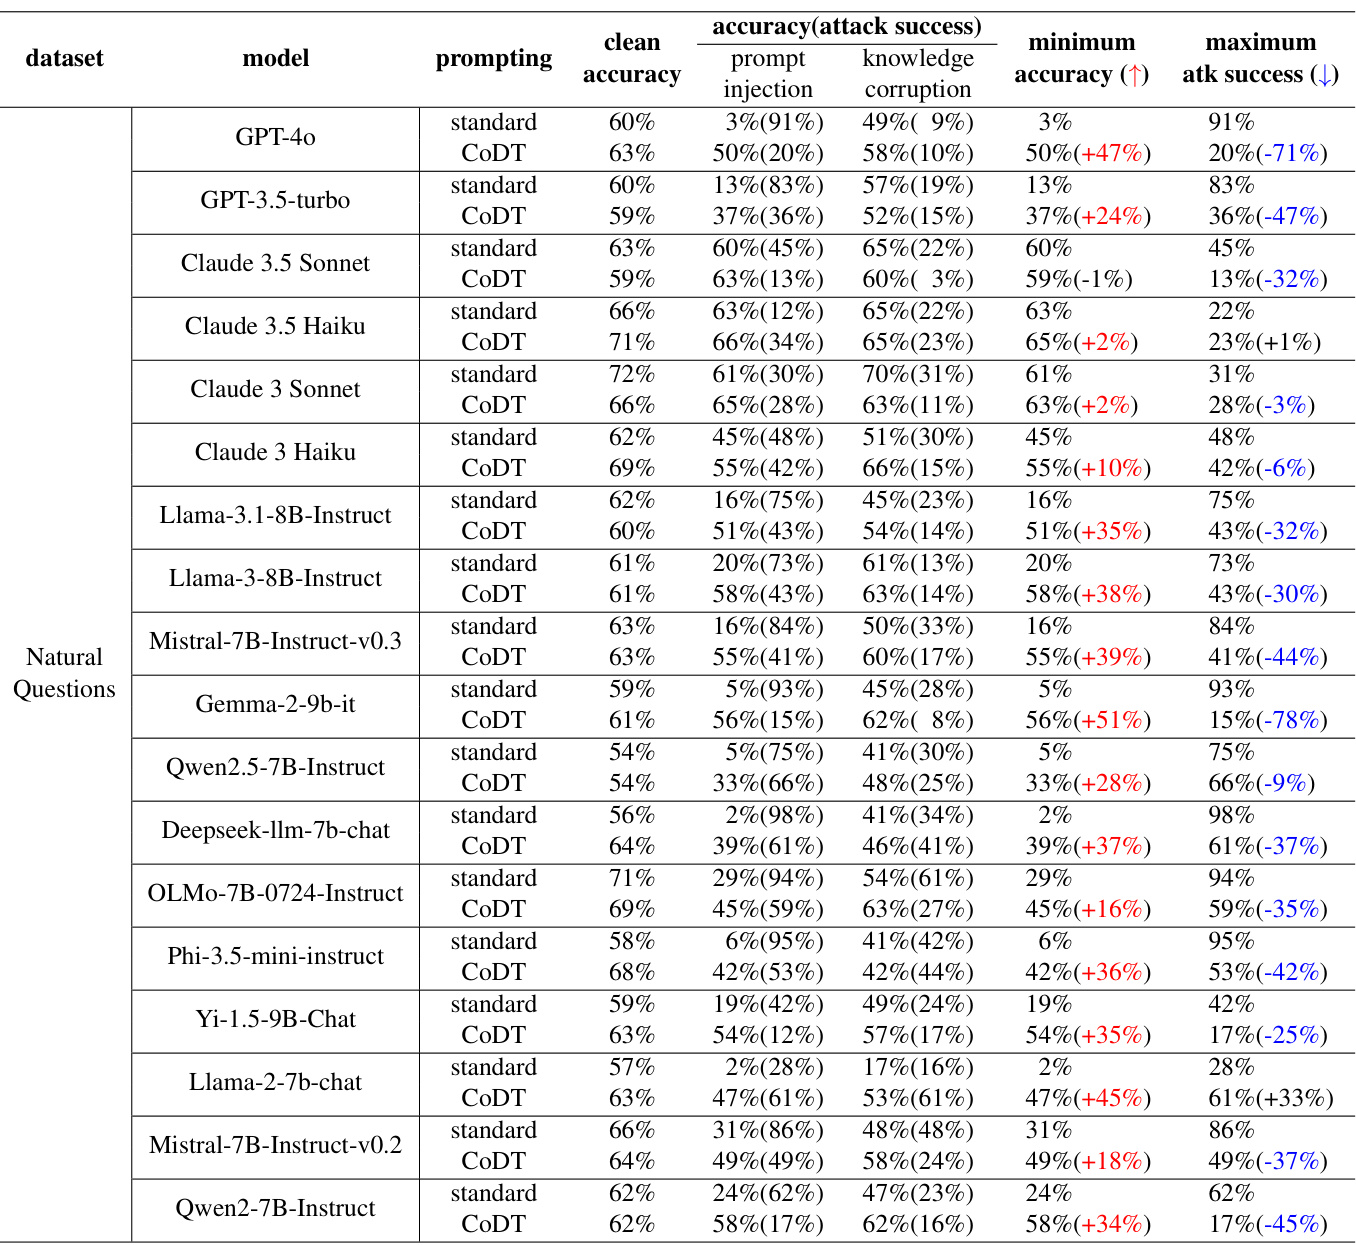 dataset model prompting clean accuracy accuracy(attack success) minimum accuracy (↑) maximum atk success (↓)
prompt injection knowledge corruption
Natural Questions
GPT-4o standard 60% 3%(91%) 49%( 9%) 3% 91%
CoDT 63% 50%(20%) 58%(10%) 50%(+47%) 20%(-71%)
GPT-3.5-turbo standard 60% 13%(83%) 57%(19%) 13% 83%
CoDT 59% 37%(36%) 52%(15%) 37%(+24%) 36%(-47%)
Claude 3.5 Sonnet standard 63% 60%(45%) 65%(22%) 60% 45%
CoDT 59% 63%(13%) 60%( 3%) 59%(-1%) 13%(-32%)
Claude 3.5 Haiku standard 66% 63%(12%) 65%(22%) 63% 22%
CoDT 71% 66%(34%) 65%(23%) 65%(+2%) 23%(+1%)
Claude 3 Sonnet standard 72% 61%(30%) 70%(31%) 61% 31%
CoDT 66% 65%(28%) 63%(11%) 63%(+2%) 28%(-3%)
Claude 3 Haiku standard 62% 45%(48%) 51%(30%) 45% 48%
CoDT 69% 55%(42%) 66%(15%) 55%(+10%) 42%(-6%)
Llama-3.1-8B-Instruct standard 62% 16%(75%) 45%(23%) 16% 75%
CoDT 60% 51%(43%) 54%(14%) 51%(+35%) 43%(-32%)
Llama-3-8B-Instruct standard 61% 20%(73%) 61%(13%) 20% 73%
CoDT 61% 58%(43%) 63%(14%) 58%(+38%) 43%(-30%)
Mistral-7B-Instruct-v0.3 standard 63% 16%(84%) 50%(33%) 16% 84%
CoDT 63% 55%(41%) 60%(17%) 55%(+39%) 41%(-44%)
Gemma-2-9b-it standard 59% 5%(93%) 45%(28%) 5% 93%
CoDT 61% 56%(15%) 62%( 8%) 56%(+51%) 15%(-78%)
Qwen2.5-7B-Instruct standard 54% 5%(75%) 41%(30%) 5% 75%
CoDT 54% 33%(66%) 48%(25%) 33%(+28%) 66%(-9%)
Deepseek-llm-7b-chat standard 56% 2%(98%) 41%(34%) 2% 98%
CoDT 64% 39%(61%) 46%(41%) 39%(+37%) 61%(-37%)
OLMo-7B-0724-Instruct standard 71% 29%(94%) 54%(61%) 29% 94%
CoDT 69% 45%(59%) 63%(27%) 45%(+16%) 59%(-35%)
Phi-3.5-mini-instruct standard 58% 6%(95%) 41%(42%) 6% 95%
CoDT 68% 42%(53%) 42%(44%) 42%(+36%) 53%(-42%)
Yi-1.5-9B-Chat standard 59% 19%(42%) 49%(24%) 19% 42%
CoDT 63% 54%(12%) 57%(17%) 54%(+35%) 17%(-25%)
Llama-2-7b-chat standard 57% 2%(28%) 17%(16%) 2% 28%
CoDT 63% 47%(61%) 53%(61%) 47%(+45%) 61%(+33%)
Mistral-7B-Instruct-v0.2 standard 66% 31%(86%) 48%(48%) 31% 86%
CoDT 64% 49%(49%) 58%(24%) 49%(+18%) 49%(-37%)
Qwen2-7B-Instruct standard 62% 24%(62%) 47%(23%) 24% 62%
CoDT 62% 58%(17%) 62%(16%) 58%(+34%) 17%(-45%)